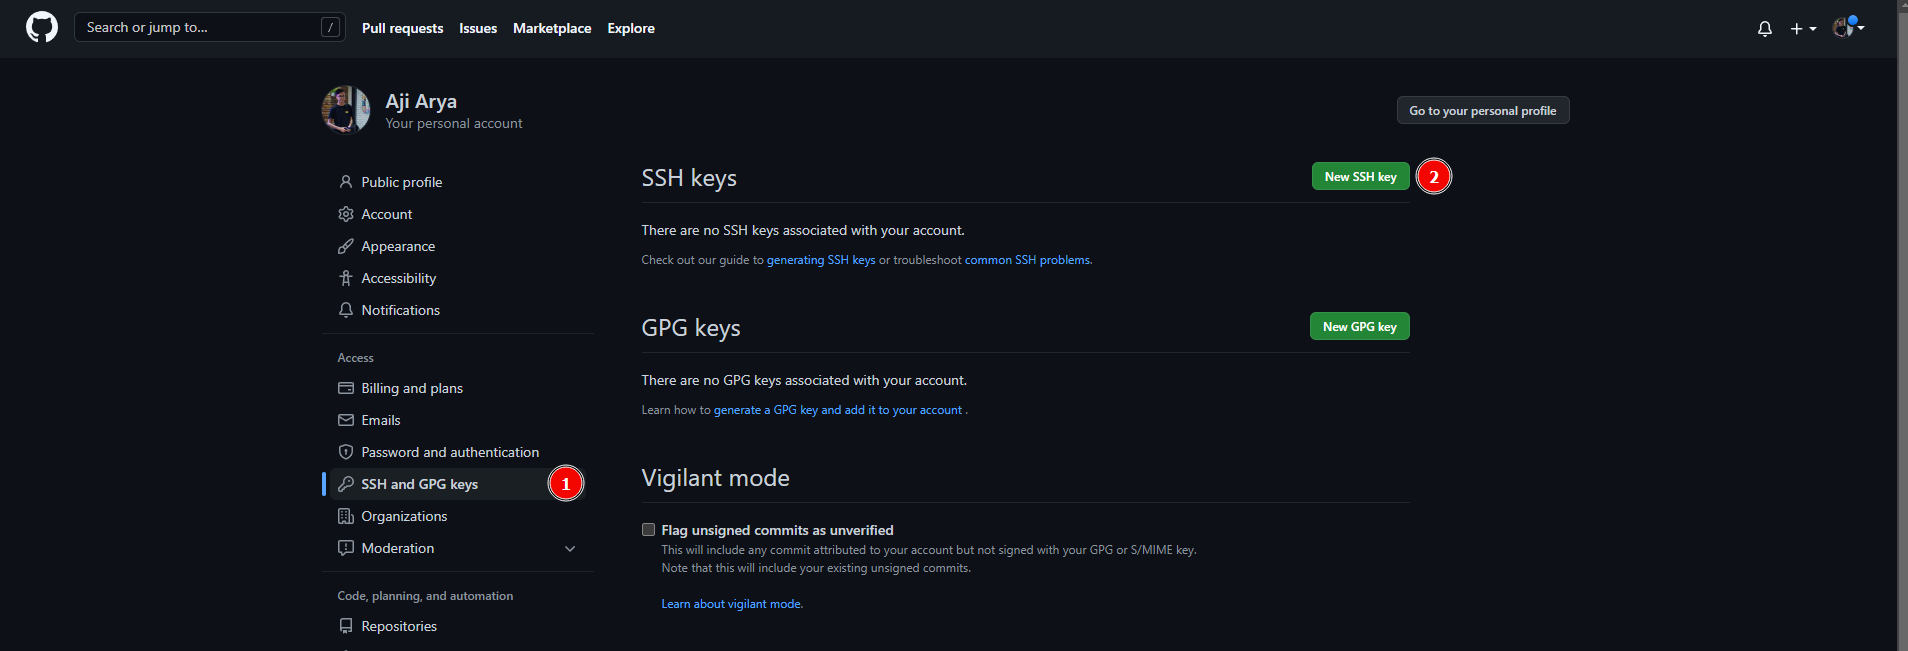 Search or jump to... /
Pull requests
Issues
Marketplace
Explore
Aji Arya
Your personal account
Go to your personal profile
Public profile
Account
Appearance
Accessibility
Notifications
Access
Billing and plans
Emails
Password and authentication
SSH and GPG keys 1
Organizations
Moderation
Code, planning, and automation
Repositories
SSH keys
New SSH key 2
There are no SSH keys associated with your account.
Check out our guide to generating SSH keys or troubleshoot common SSH problems.
GPG keys
New GPG key
There are no GPG keys associated with your account.
Learn how to generate a GPG key and add it to your account .
Vigilant mode
Flag unsigned commits as unverified
This will include any commit attributed to your account but not signed with your GPG or S/MIME key.
Note that this will include your existing unsigned commits.
Learn about vigilant mode.